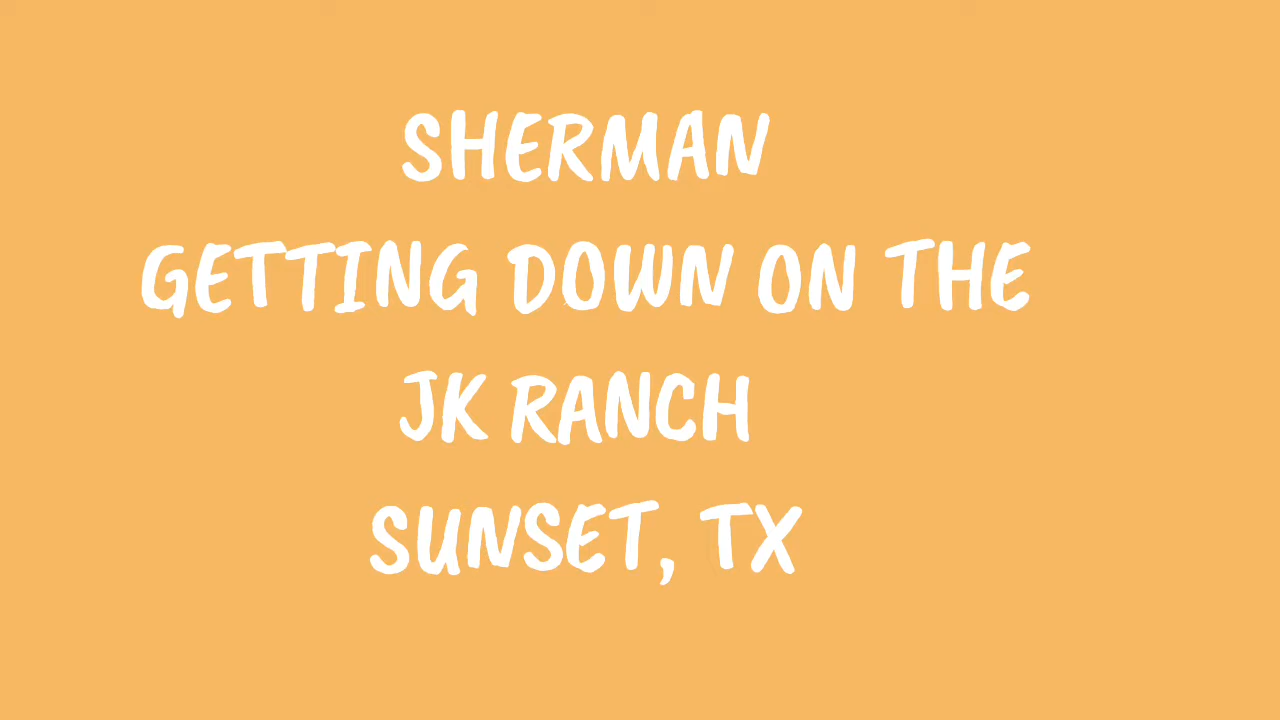 SHERMAN
GETTING DOWN ON THE
JK RANCH
SUNSET, TX